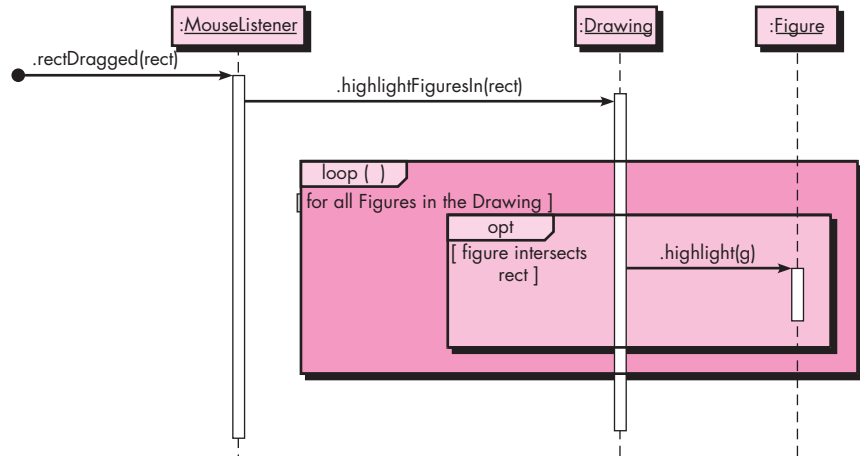 :MouseListener
:Drawing
:Figure
.rectDragged(rect)
.highlightFiguresIn(rect)
loop ( )
[ for all Figures in the Drawing ]
opt
[ figure intersects
rect ]
.highlight(g)